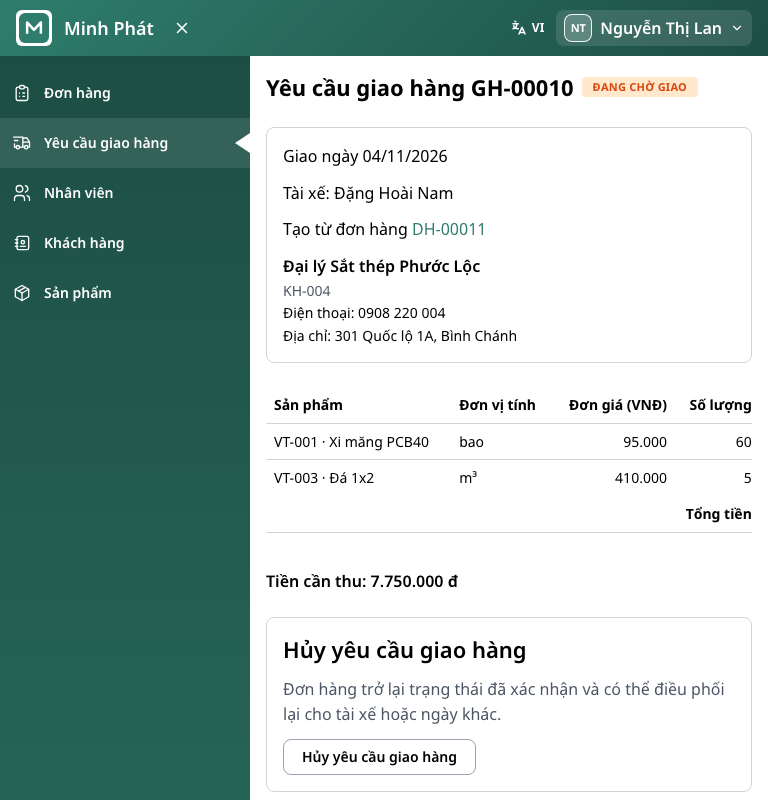 Minh Phát
VI
NT
Nguyễn Thị Lan
Đơn hàng
Yêu cầu giao hàng
Nhân viên
Khách hàng
Sản phẩm
Yêu cầu giao hàng GH-00010
ĐANG CHỜ GIAO
Giao ngày 04/11/2026
Tài xế: Đặng Hoài Nam
Tạo từ đơn hàng DH-00011
Đại lý Sắt thép Phước Lộc
KH-004
Điện thoại: 0908 220 004
Địa chỉ: 301 Quốc lộ 1A, Bình Chánh
Sản phẩm Đơn vị tính Đơn giá (VNĐ) Số lượng
VT-001 · Xi măng PCB40 bao 95.000 60
VT-003 · Đá 1x2 m³ 410.000 5
Tổng tiền
Tiền cần thu: 7.750.000 đ
Hủy yêu cầu giao hàng
Đơn hàng trở lại trạng thái đã xác nhận và có thể điều phối
lại cho tài xế hoặc ngày khác.
Hủy yêu cầu giao hàng